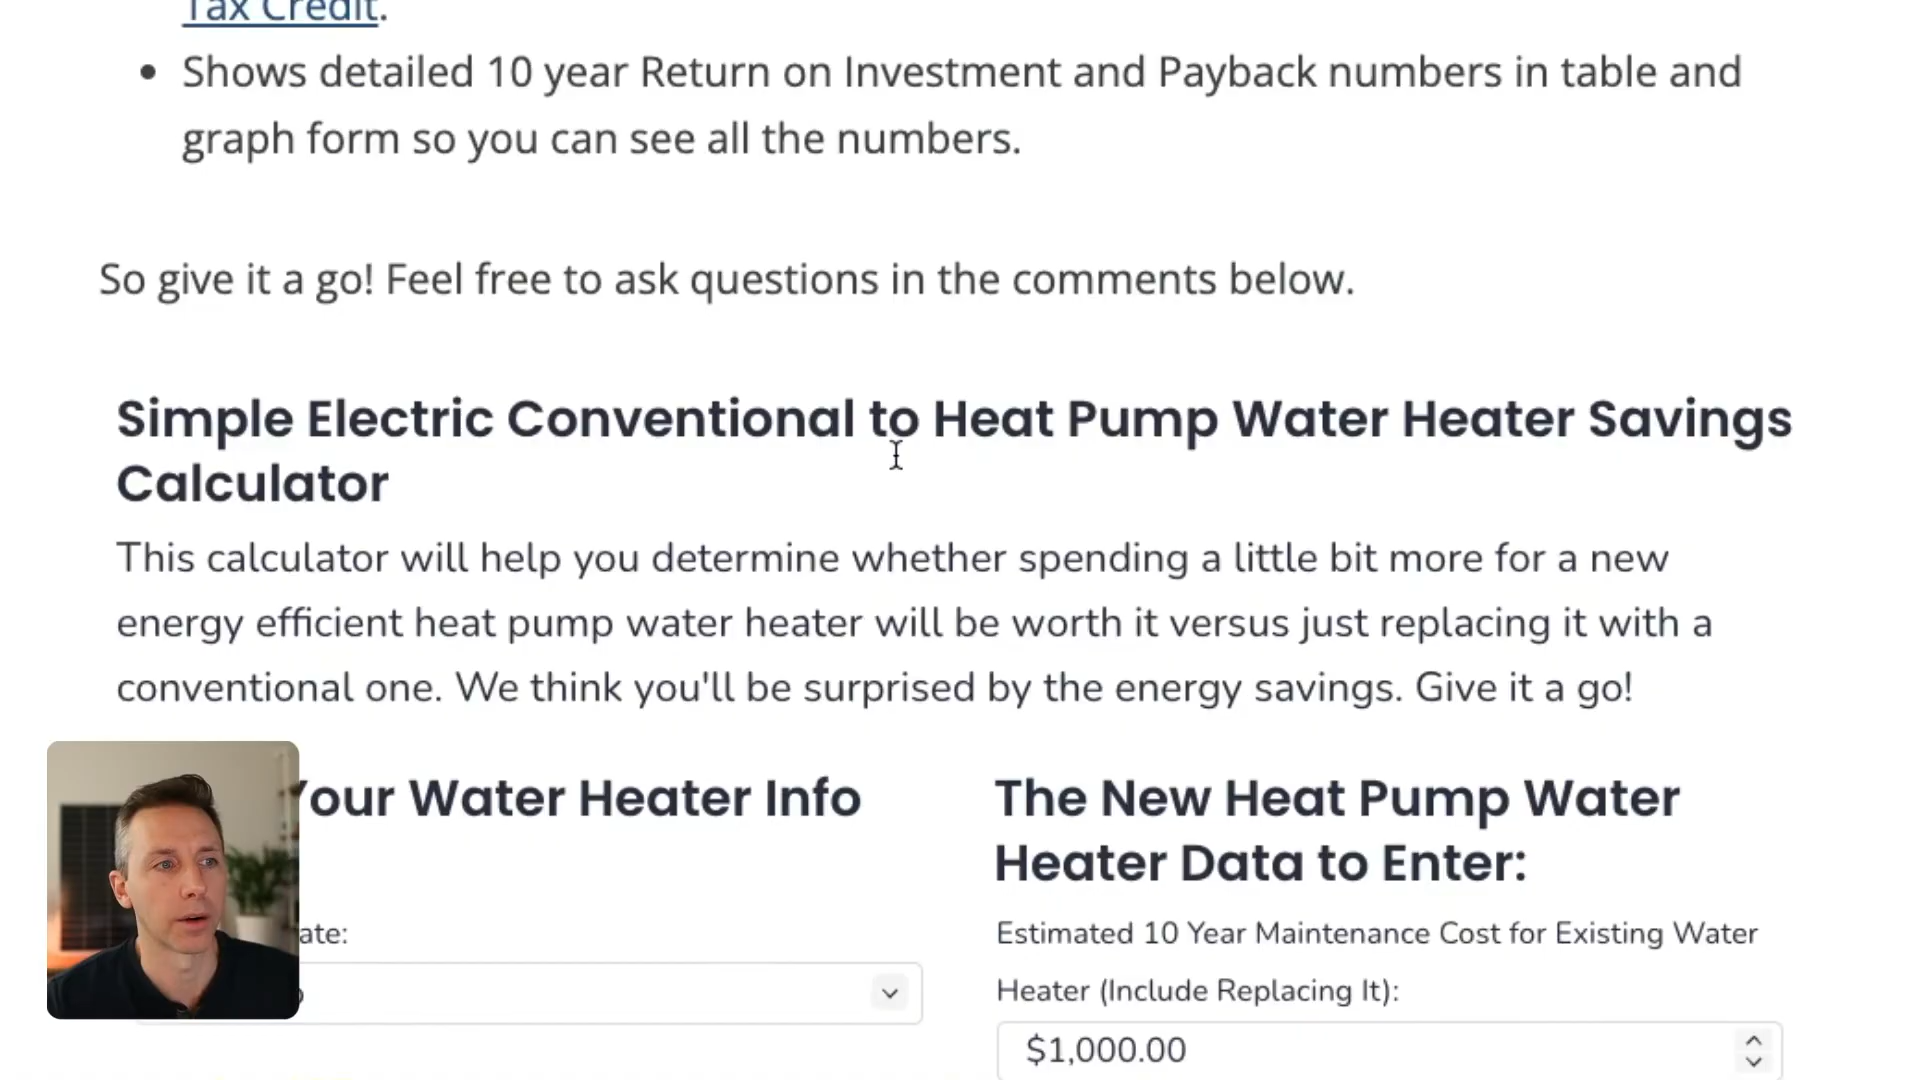 Tax Credit.
• Shows detailed 10 year Return on Investment and Payback numbers in table and
graph form so you can see all the numbers.
So give it a go! Feel free to ask questions in the comments below.
Simple Electric Conventional to Heat Pump Water Heater Savings
Calculator
This calculator will help you determine whether spending a little bit more for a new
energy efficient heat pump water heater will be worth it versus just replacing it with a
conventional one. We think you'll be surprised by the energy savings. Give it a go!
Your Water Heater Info
ate:
The New Heat Pump Water
Heater Data to Enter:
Estimated 10 Year Maintenance Cost for Existing Water
Heater (Include Replacing It):
$1,000.00